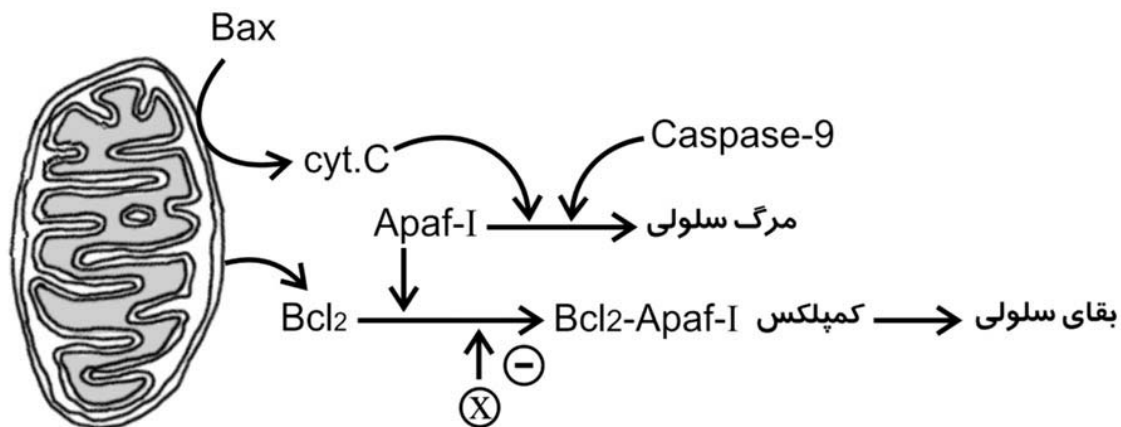 Bax
cyt.C
Caspase-9
Apaf-I
مرگ سلولی
Bcl2
Bcl2-Apaf-I کمپلکس
بقای سلولی
−
X